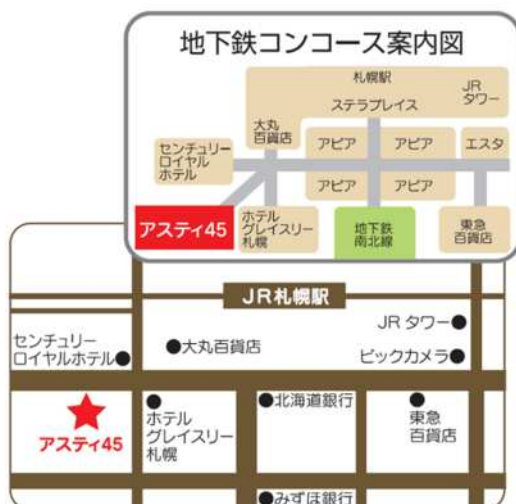 地下鉄コンコース案内図
札幌駅
ステラプレイス
JR
タワー
大丸
百貨店
センチュリー
ロイヤル
ホテル
アピア
アピア
エスタ
アピア
アピア
アスティ45
ホテル
グレイスリー
札幌
地下鉄
南北線
東急
百貨店
JR札幌駅
JR タワー
センチュリー
ロイヤルホテル
大丸百貨店
ビックカメラ
アスティ45
ホテル
グレイスリー
札幌
北海道銀行
東急
百貨店
みずほ銀行